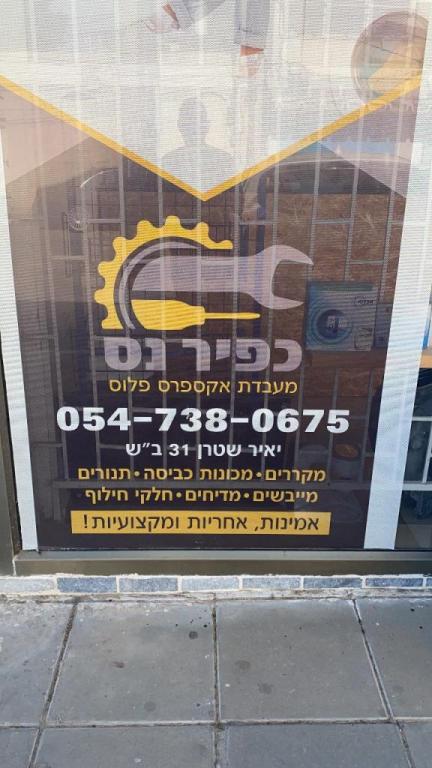 כפיר נס
מעבדת אקספרס פלוס
054-738-0675
יאיר שטרן 31 ב״ש
מקררים • מכונות כביסה • תנורים
מייבשים • מדיחים • חלקי חילוף
אמינות, אחריות ומקצועיות!